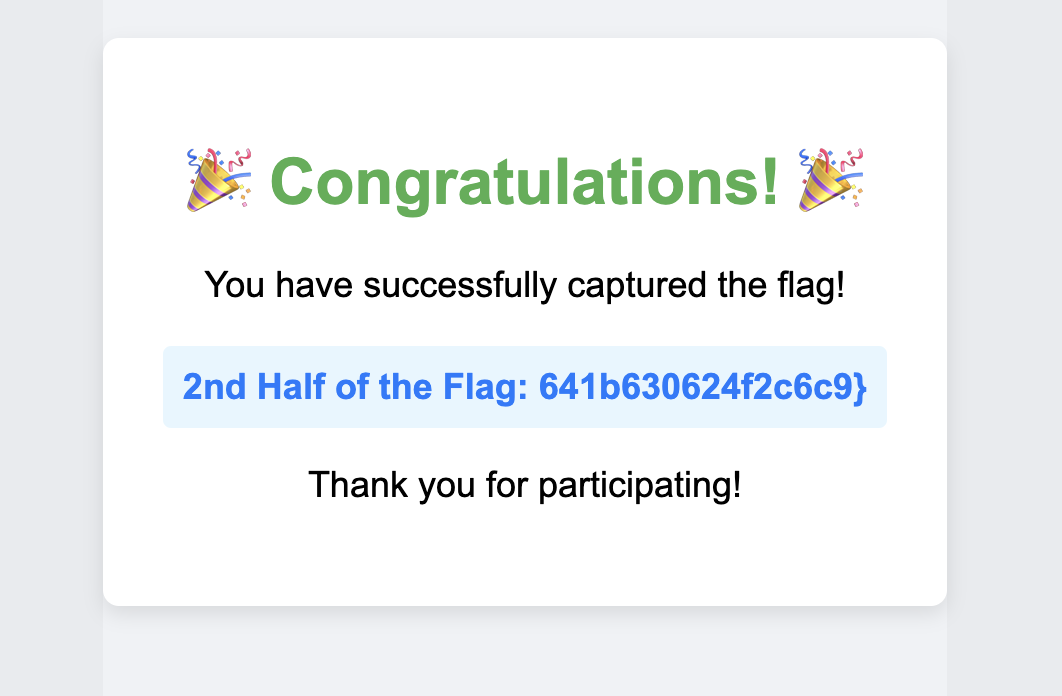 🎉 Congratulations! 🎉
You have successfully captured the flag!
2nd Half of the Flag: 641b630624f2c6c9}
Thank you for participating!